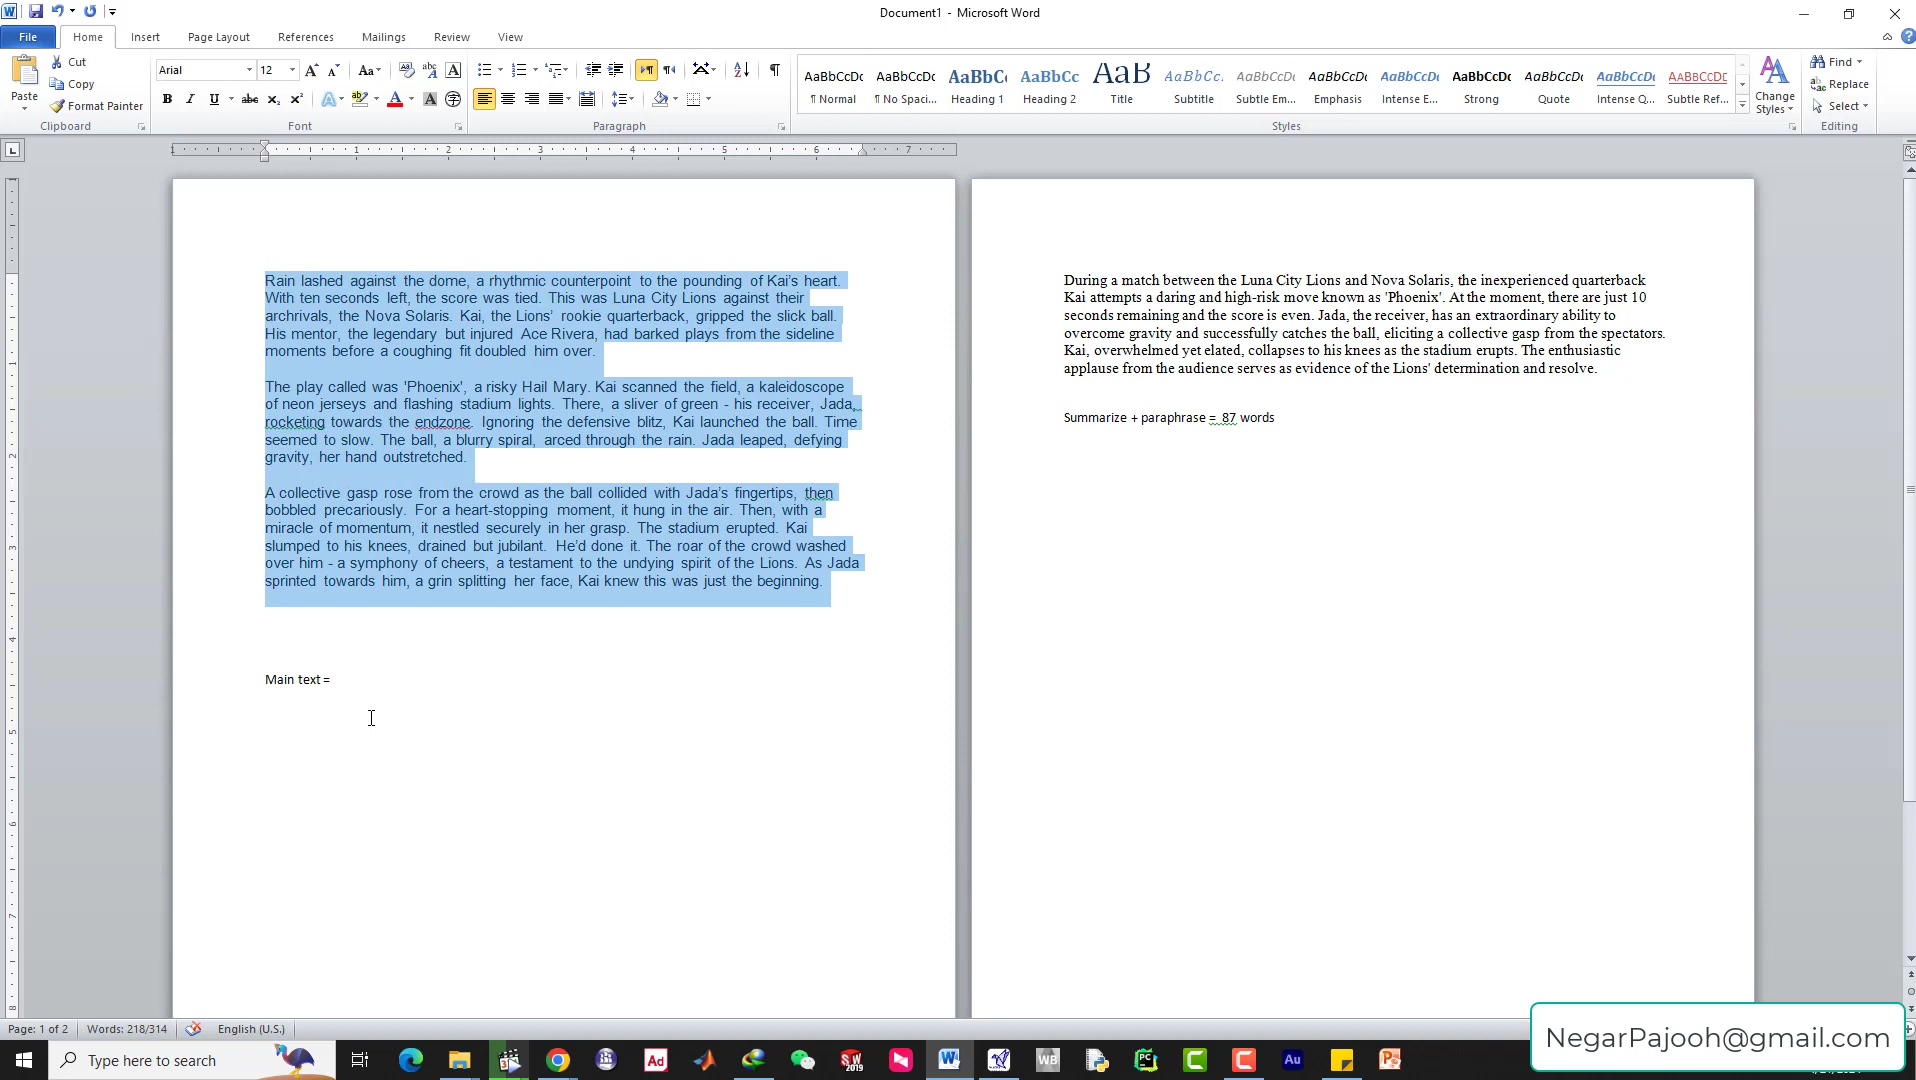 Document1 - Microsoft Word
File Home Insert Page Layout References Mailings Review View
Paste
Cut
Copy
Format Painter
Clipboard
Arial 12
Font
Paragraph
AaBbCcDc AaBbCcDc AaBbC AaBbCc AaB AaBbCc. AaBbCcDc AaBbCcDc AaBbCcDc AaBbCcDc AaBbCcDc AaBbCcDc AABBCCDC
¶ Normal ¶ No Spaci... Heading 1 Heading 2 Title Subtitle Subtle Em... Emphasis Intense E... Strong Quote Intense Q... Subtle Ref...
Styles
Change Styles
Find
Replace
Select
Editing
Rain lashed against the dome, a rhythmic counterpoint to the pounding of Kai's heart.
With ten seconds left, the score was tied. This was Luna City Lions against their
archrivals, the Nova Solaris. Kai, the Lions' rookie quarterback, gripped the slick ball.
His mentor, the legendary but injured Ace Rivera, had barked plays from the sideline
moments before a coughing fit doubled him over.
The play called was 'Phoenix', a risky Hail Mary. Kai scanned the field, a kaleidoscope
of neon jerseys and flashing stadium lights. There, a sliver of green - his receiver, Jada,
rocketing towards the endzone. Ignoring the defensive blitz, Kai launched the ball. Time
seemed to slow. The ball, a blurry spiral, arced through the rain. Jada leaped, defying
gravity, her hand outstretched.
A collective gasp rose from the crowd as the ball collided with Jada's fingertips, then
bobbled precariously. For a heart-stopping moment, it hung in the air. Then, with a
miracle of momentum, it nestled securely in her grasp. The stadium erupted. Kai
slumped to his knees, drained but jubilant. He'd done it. The roar of the crowd washed
over him - a symphony of cheers, a testament to the undying spirit of the Lions. As Jada
sprinted towards him, a grin splitting her face, Kai knew this was just the beginning.
Main text =
During a match between the Luna City Lions and Nova Solaris, the inexperienced quarterback
Kai attempts a daring and high-risk move known as 'Phoenix'. At the moment, there are just 10
seconds remaining and the score is even. Jada, the receiver, has an extraordinary ability to
overcome gravity and successfully catches the ball, eliciting a collective gasp from the spectators.
Kai, overwhelmed yet elated, collapses to his knees as the stadium erupts. The enthusiastic
applause from the audience serves as evidence of the Lions' determination and resolve.
Summarize + paraphrase = 87 words
Page: 1 of 2 Words: 218/314 English (U.S.)
NegarPajooh@gmail.com
Type here to search